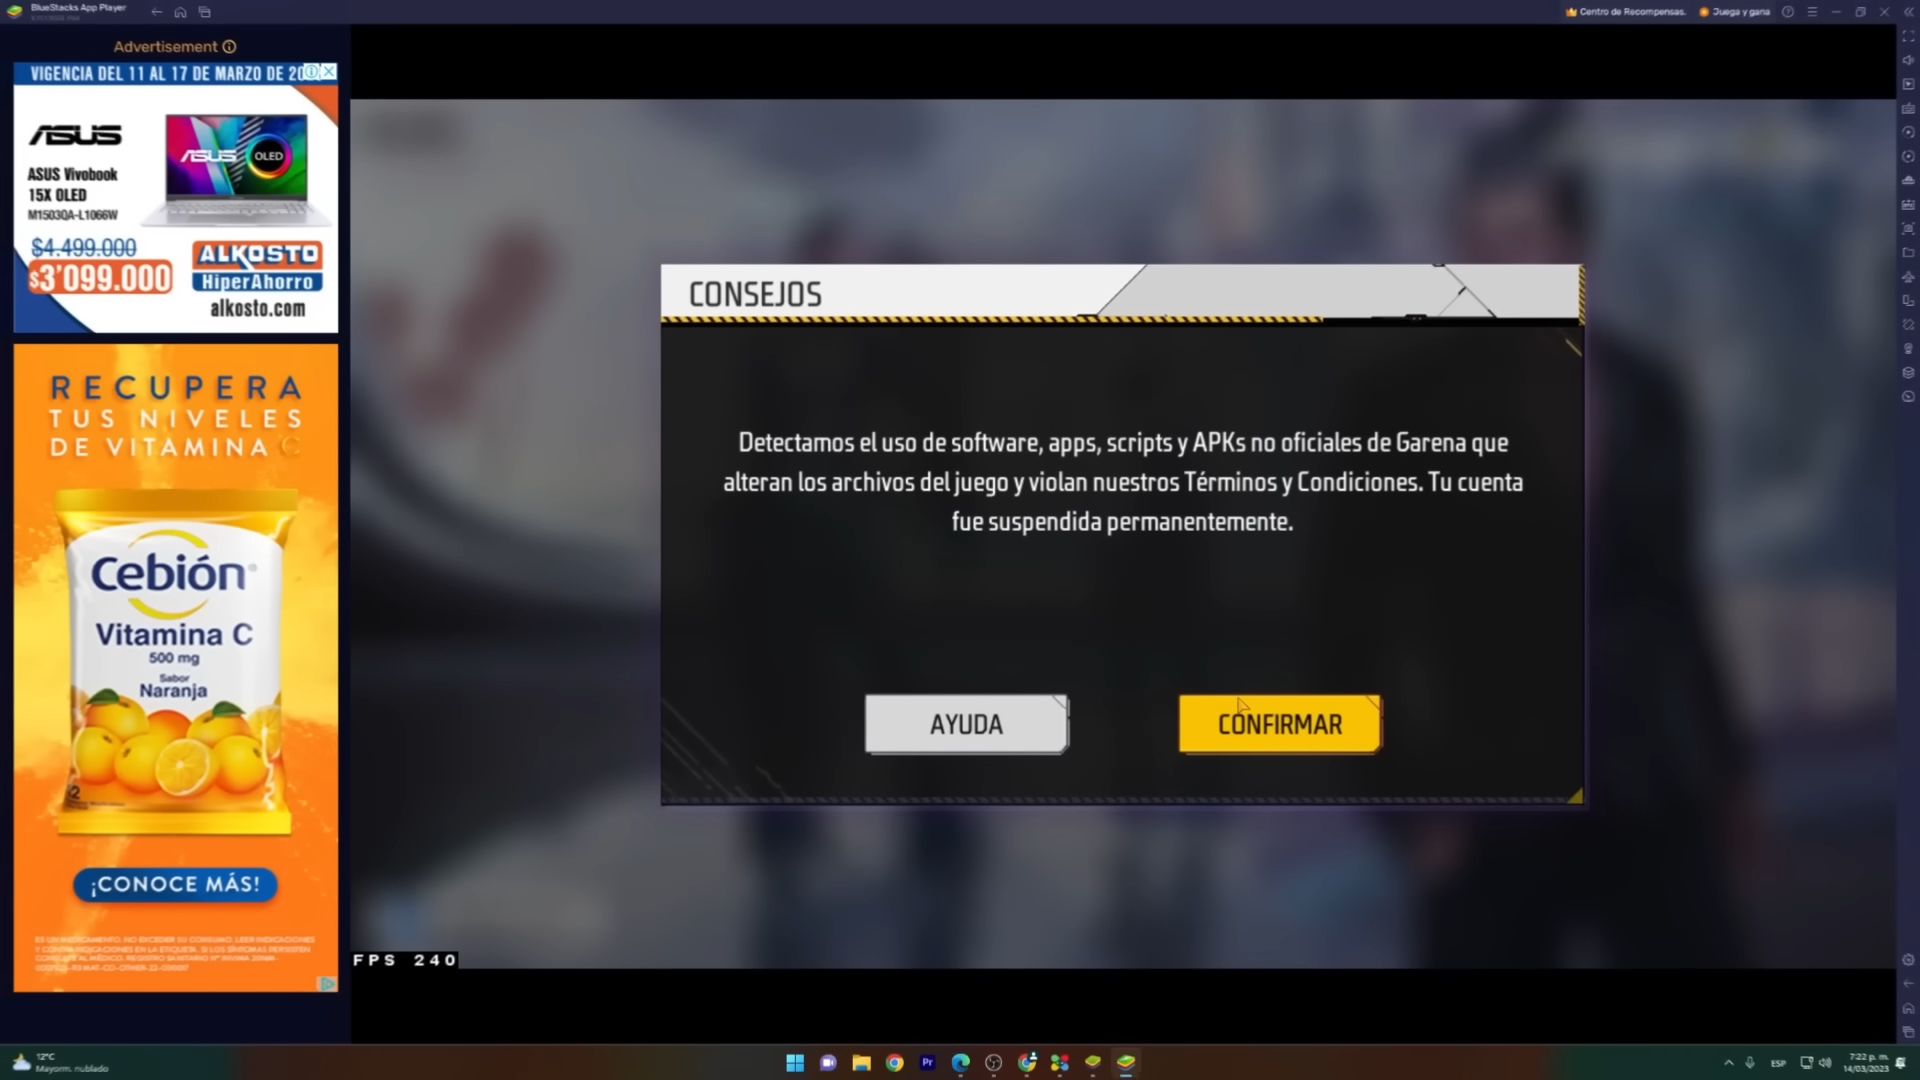 BlueStacks App Player
Centro de Recompensas.
Juega y gana
Advertisement
VIGENCIA DEL 11 AL 17 DE MARZO DE
ASUS
ASUS OLED
ASUS Vivobook
15X OLED
M1503QA-L1066W
$4.499.000
$3'099.000
ALKOSTO
HiperAhorro
alkosto.com
RECUPERA
TUS NIVELES
DE VITAMINA C
Cebión®
Vitamina C
500 mg
Sabor
Naranja
¡CONOCE MÁS!
CONSEJOS
Detectamos el uso de software, apps, scripts y APKs no oficiales de Garena que
alteran los archivos del juego y violan nuestros Términos y Condiciones. Tu cuenta
fue suspendida permanentemente.
AYUDA
CONFIRMAR
FPS 240
12°C
Mayorm. nublado
Pr
ESP
7:22 p. m.
14/03/2023